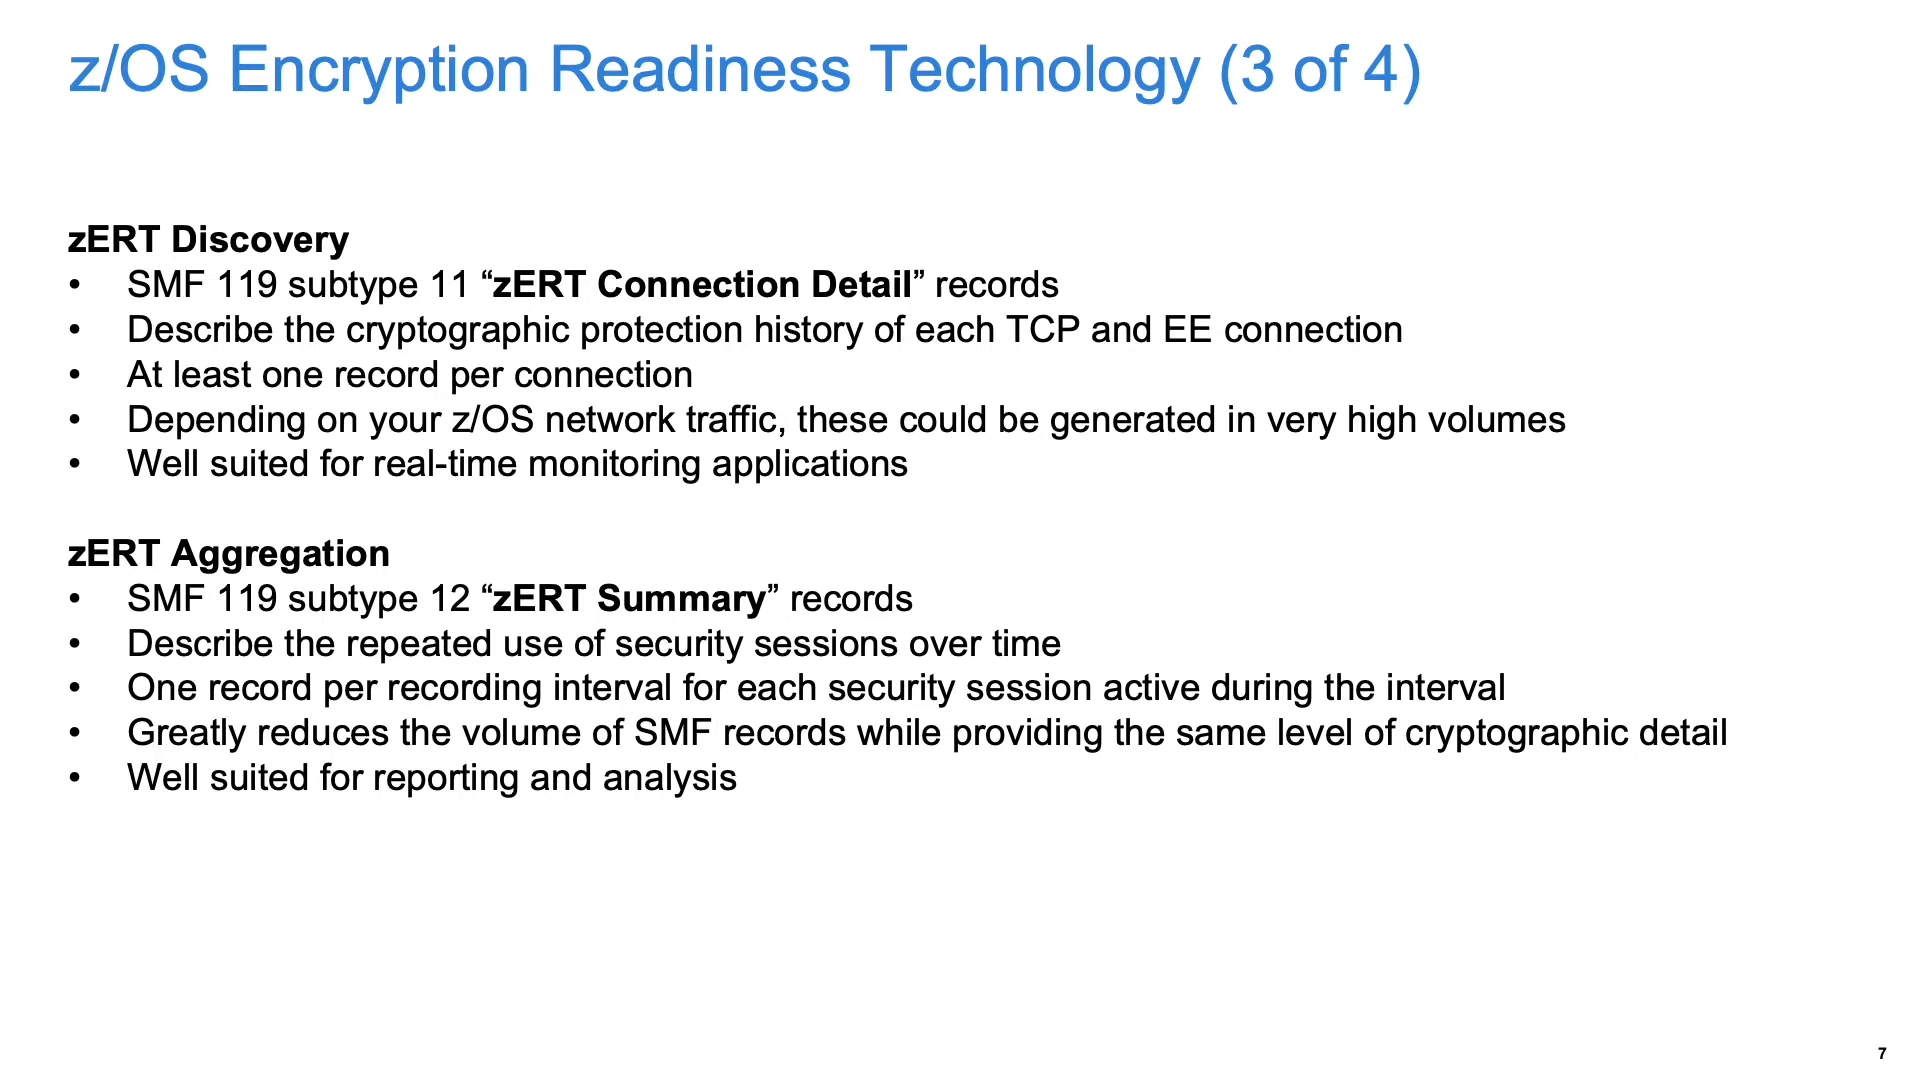 z/OS Encryption Readiness Technology (3 of 4)
zERT Discovery
• SMF 119 subtype 11 “zERT Connection Detail” records
• Describe the cryptographic protection history of each TCP and EE connection
• At least one record per connection
• Depending on your z/OS network traffic, these could be generated in very high volumes
• Well suited for real-time monitoring applications
zERT Aggregation
• SMF 119 subtype 12 “zERT Summary” records
• Describe the repeated use of security sessions over time
• One record per recording interval for each security session active during the interval
• Greatly reduces the volume of SMF records while providing the same level of cryptographic detail
• Well suited for reporting and analysis
7